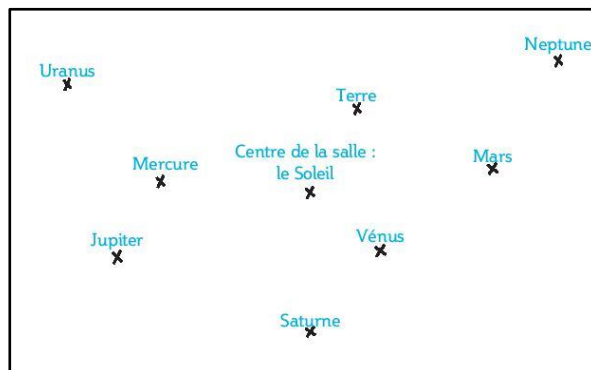 Neptune
Uranus
Terre
Centre de la salle :
le Soleil
Mercure
Mars
Jupiter
Vénus
Saturne